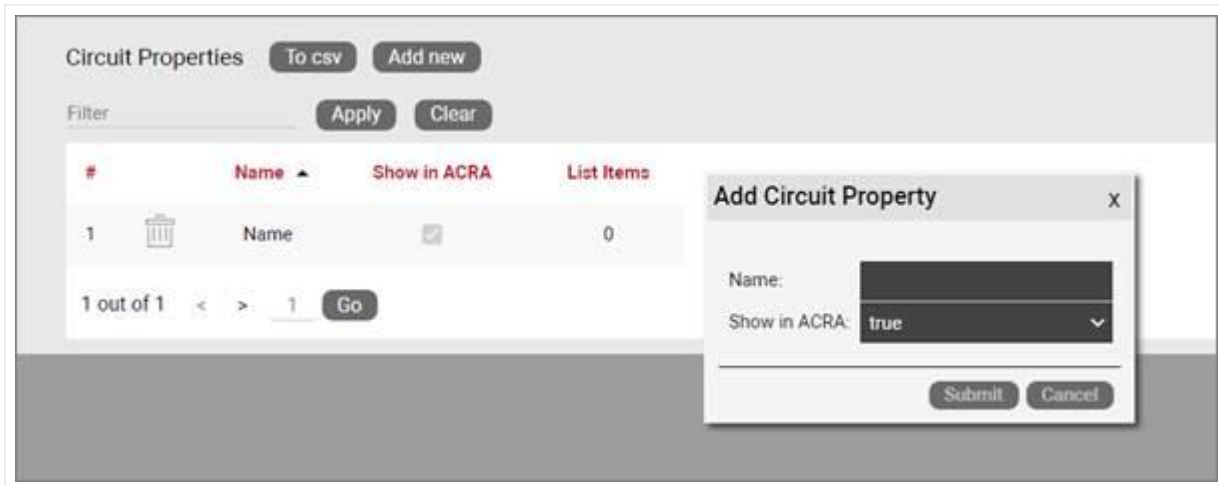 Circuit Properties To csv Add new
Filter Apply Clear
# Name Show in ACRA List Items
1 Name 0
1 out of 1 < > 1 Go
Add Circuit Property x
Name:
Show in ACRA: true
Submit Cancel